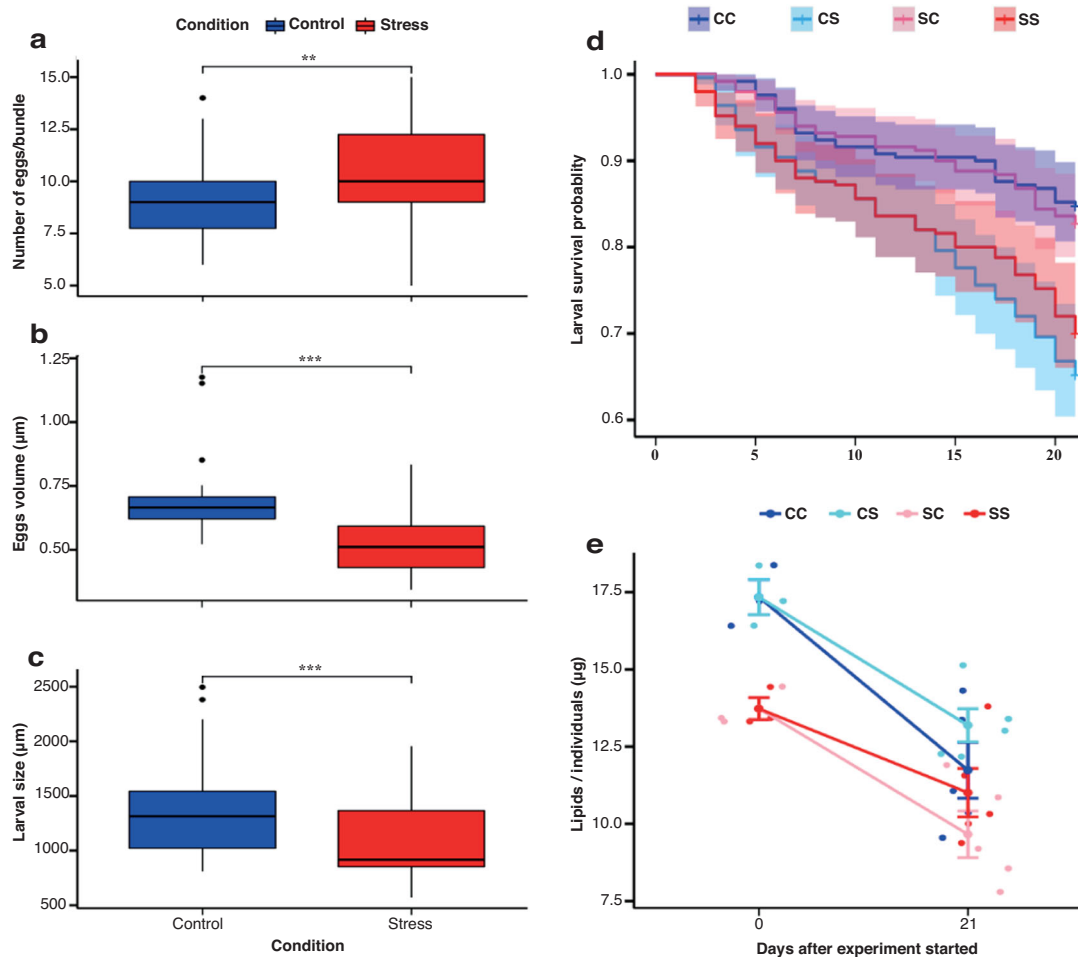 Condition Control Stress
a
**
Number of eggs/bundle
15.0
12.5
10.0
7.5
5.0
b
***
Eggs volume (µm)
1.25
1.00
0.75
0.50
c
***
Larval size (µm)
2500
2000
1500
1000
500
Control Stress
Condition
CC CS SC SS
d
Larval survival probablity
1.0
0.9
0.8
0.7
0.6
0 5 10 15 20
CC CS SC SS
e
Lipids / individuals (µg)
17.5
15.0
12.5
10.0
7.5
0 21
Days after experiment started